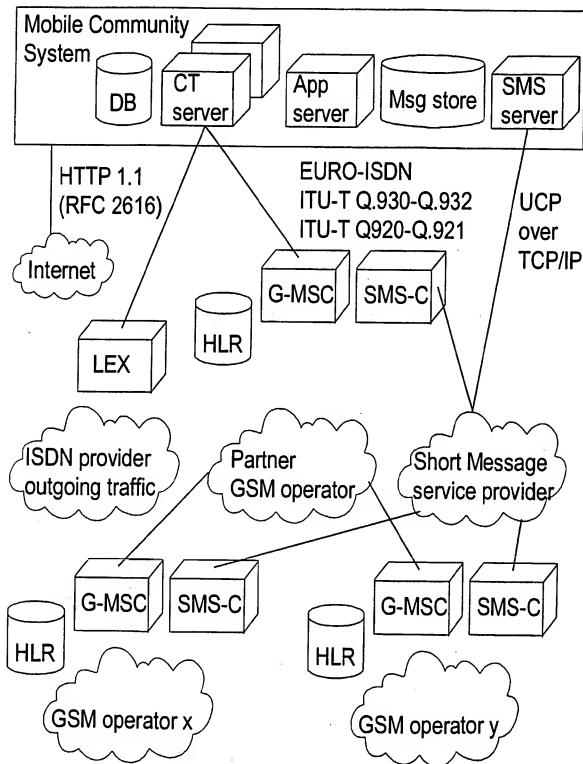 Mobile Community
System
DB
CT
server
App
server
Msg store
SMS
server
HTTP 1.1
(RFC 2616)
EURO-ISDN
ITU-T Q.930-Q.932
ITU-T Q920-Q.921
UCP
over
TCP/IP
Internet
G-MSC
SMS-C
HLR
LEX
ISDN provider
outgoing traffic
Partner
GSM operator
Short Message
service provider
G-MSC
SMS-C
HLR
G-MSC
SMS-C
HLR
GSM operator x
GSM operator y